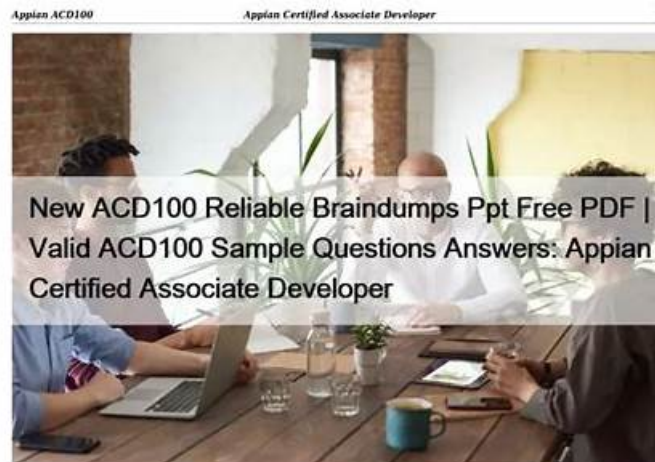 Appian ACD100 Appian Certified Associate Developer
New ACD100 Reliable Braindumps Ppt Free PDF |
Valid ACD100 Sample Questions Answers: Appian
Certified Associate Developer